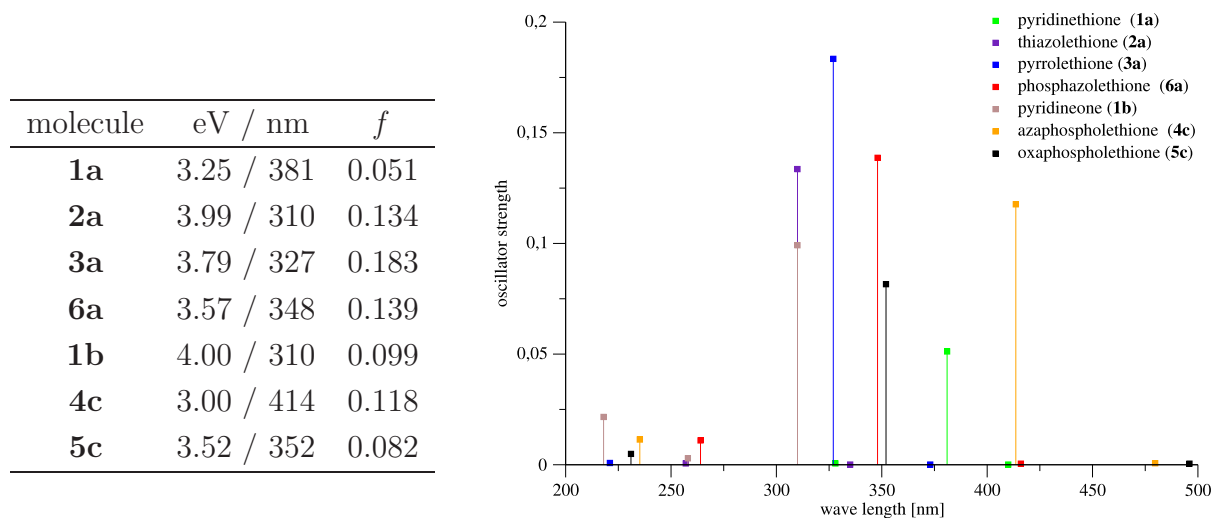 molecule eV / nm f
1a 3.25 / 381 0.051
2a 3.99 / 310 0.134
3a 3.79 / 327 0.183
6a 3.57 / 348 0.139
1b 4.00 / 310 0.099
4c 3.00 / 414 0.118
5c 3.52 / 352 0.082
oscillator strength
0,2
0,15
0,1
0,05
0
200 250 300 350 400 450 500
wave length [nm]
pyridinethione (1a)
thiazolethione (2a)
pyrrolethione (3a)
phosphazolethione (6a)
pyridineone (1b)
azaphospholethione (4c)
oxaphospholethione (5c)